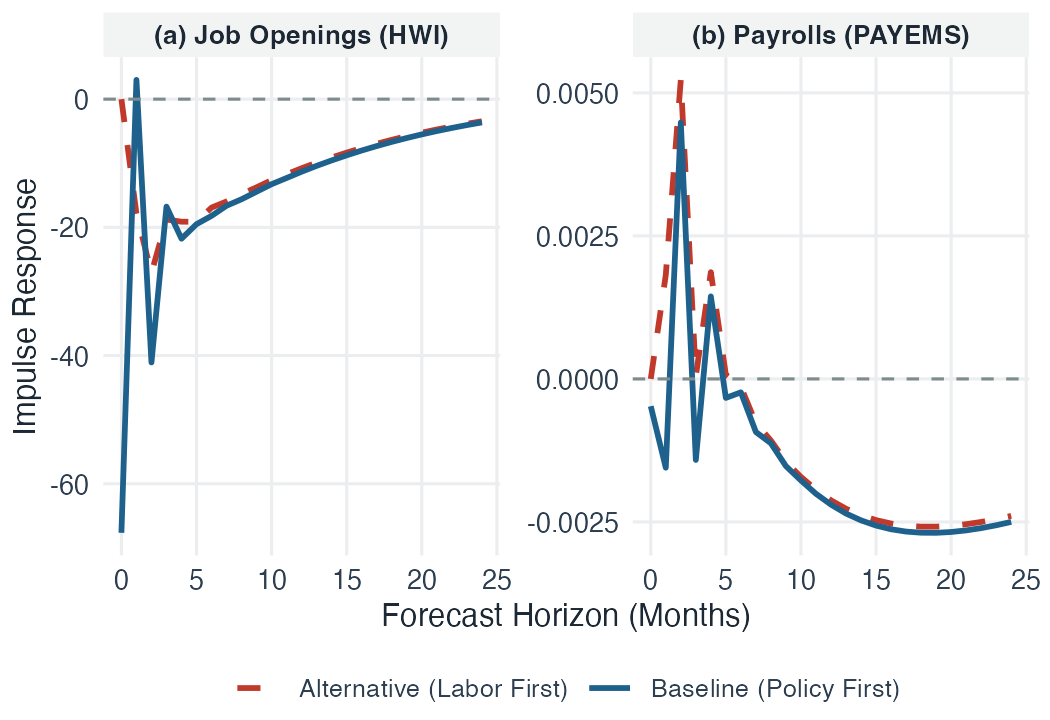 (a) Job Openings (HWI)
(b) Payrolls (PAYEMS)
Impulse Response
0
-20
-40
-60
0.0050
0.0025
0.0000
-0.0025
0 5 10 15 20 25
0 5 10 15 20 25
Forecast Horizon (Months)
Alternative (Labor First) Baseline (Policy First)